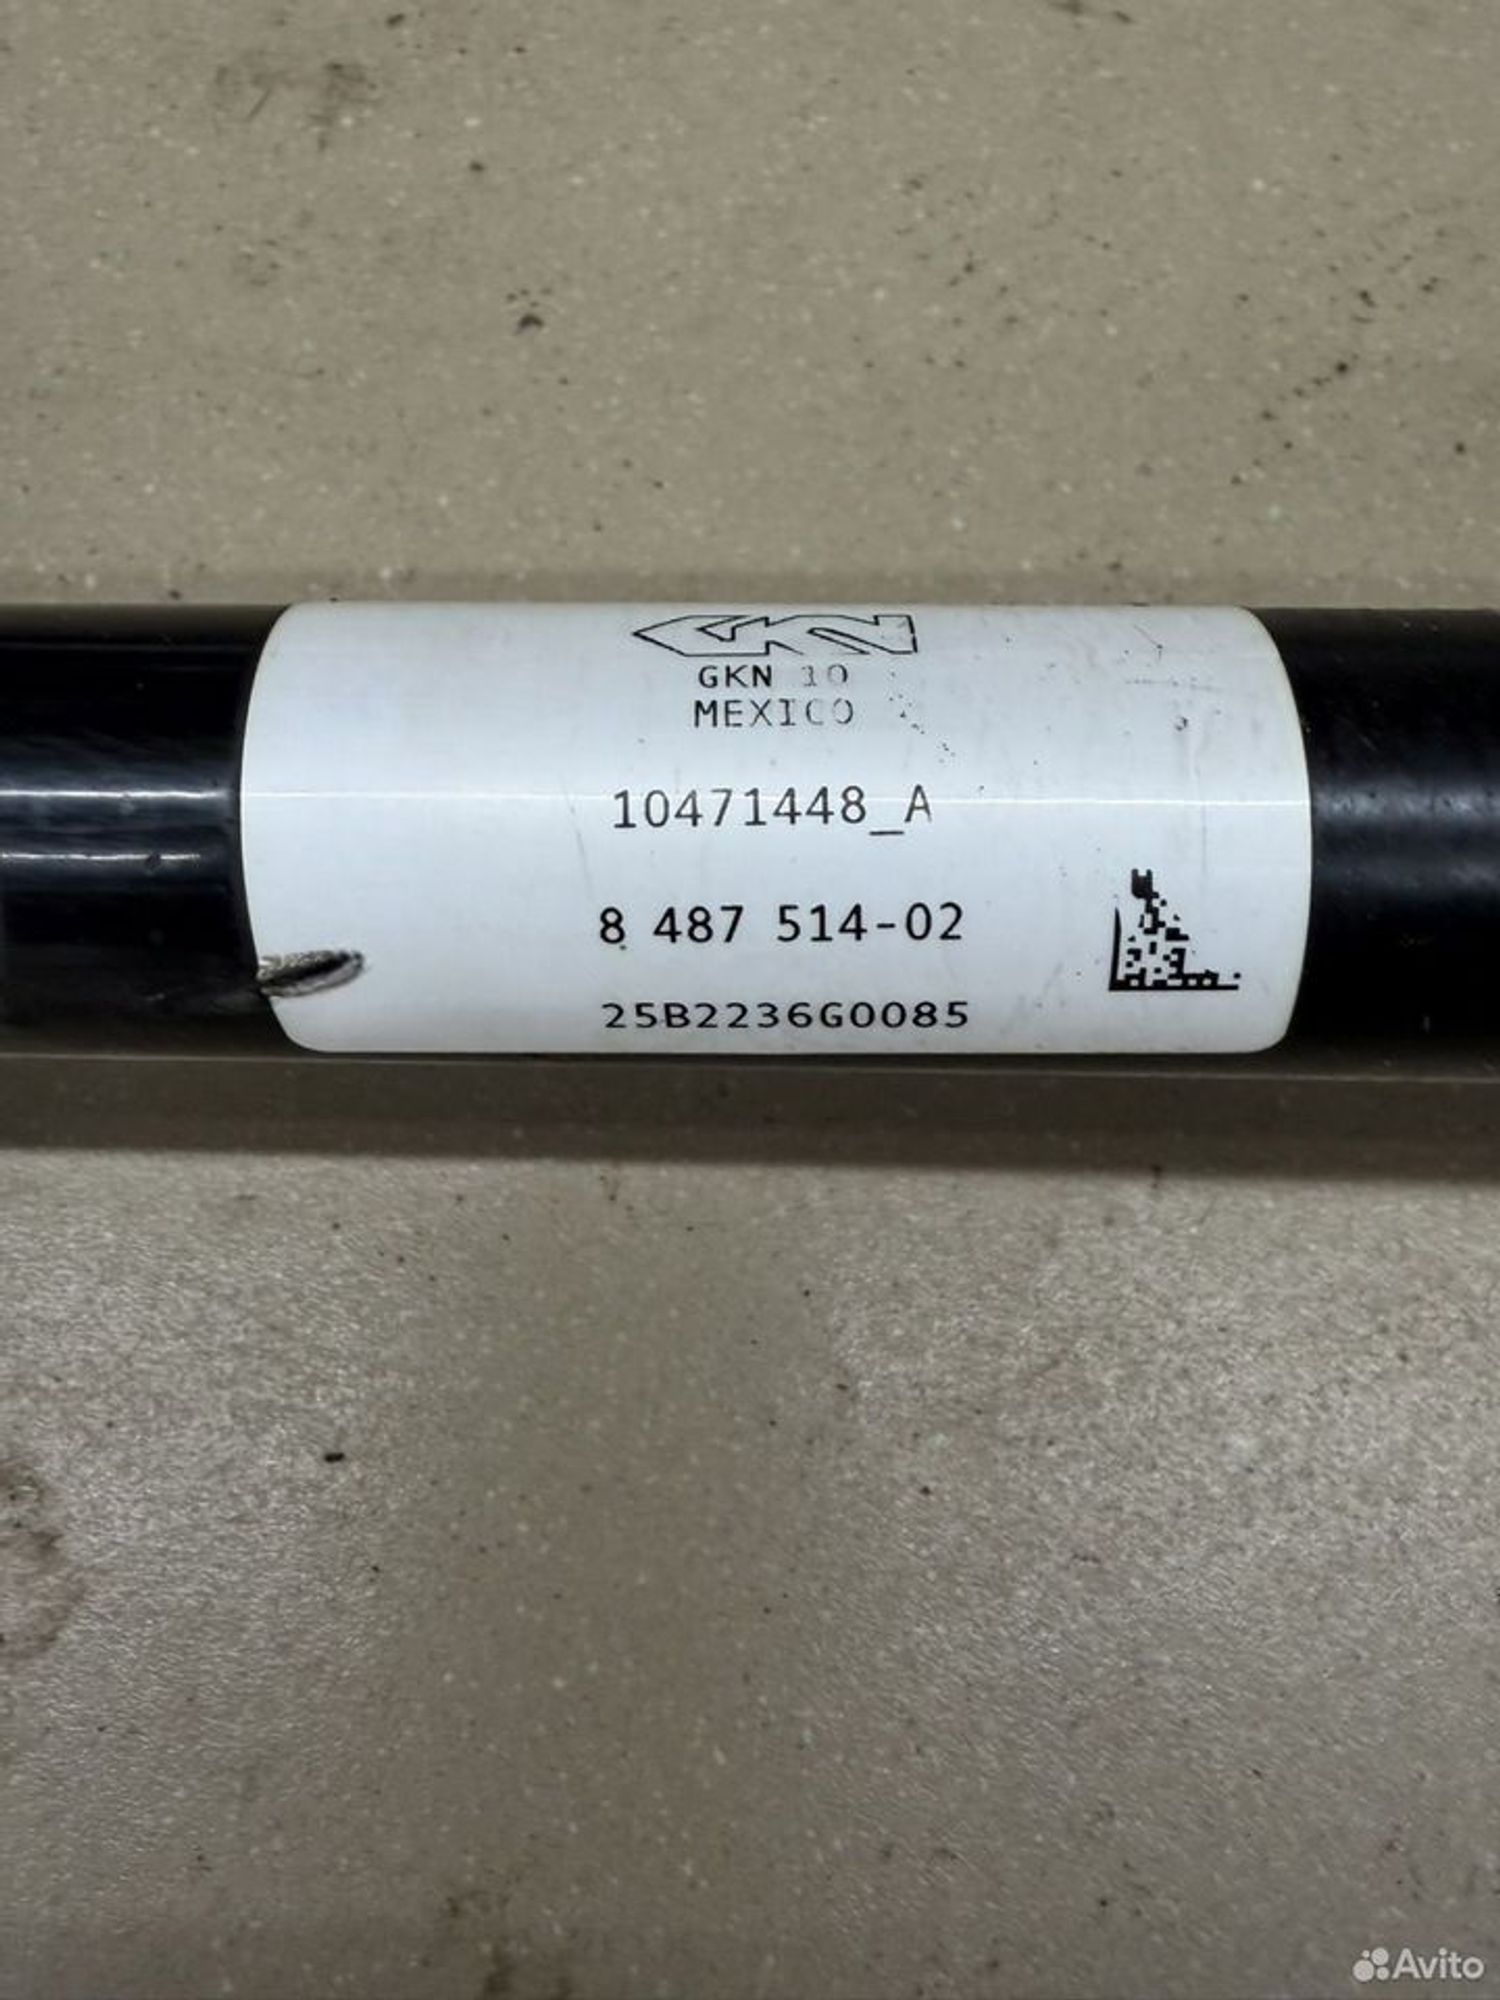 GKN
GKN 10
MEXICO
10471448_A
8 487 514-02
25B2236G0085
Avito